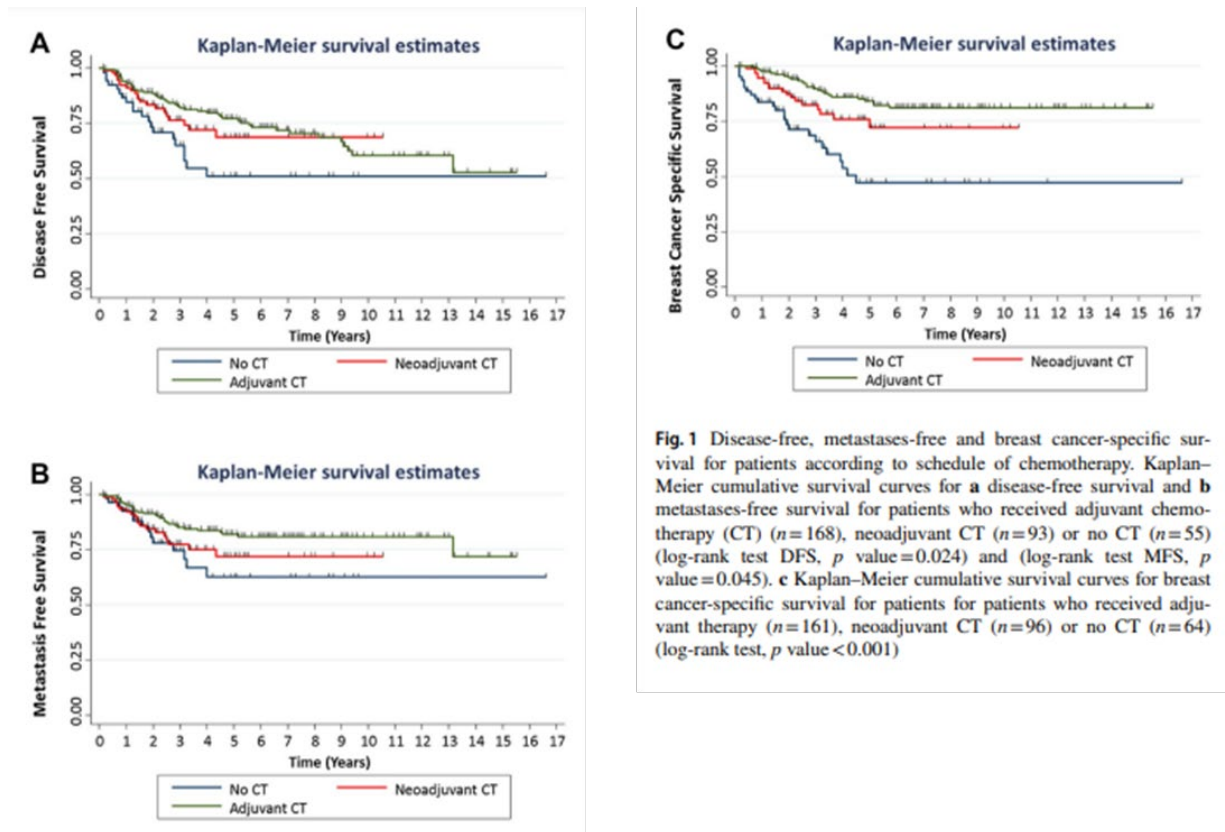 A
Kaplan-Meier survival estimates
Disease Free Survival
1.00
0.75
0.50
0.25
0.00
0 1 2 3 4 5 6 7 8 9 10 11 12 13 14 15 16 17
Time (Years)
No CT
Neoadjuvant CT
Adjuvant CT
B
Kaplan-Meier survival estimates
Metastasis Free Survival
1.00
0.75
0.50
0.25
0.00
0 1 2 3 4 5 6 7 8 9 10 11 12 13 14 15 16 17
Time (Years)
No CT
Neoadjuvant CT
Adjuvant CT
C
Kaplan-Meier survival estimates
Breast Cancer Specific Survival
1.00
0.75
0.50
0.25
0.00
0 1 2 3 4 5 6 7 8 9 10 11 12 13 14 15 16 17
Time (Years)
No CT
Neoadjuvant CT
Adjuvant CT
Fig. 1 Disease-free, metastases-free and breast cancer-specific sur-
vival for patients according to schedule of chemotherapy. Kaplan–
Meier cumulative survival curves for a disease-free survival and b
metastases-free survival for patients who received adjuvant chemo-
therapy (CT) (n=168), neoadjuvant CT (n=93) or no CT (n=55)
(log-rank test DFS, p value=0.024) and (log-rank test MFS, p
value=0.045). c Kaplan–Meier cumulative survival curves for breast
cancer-specific survival for patients for patients who received adju-
vant therapy (n=161), neoadjuvant CT (n=96) or no CT (n=64)
(log-rank test, p value<0.001)